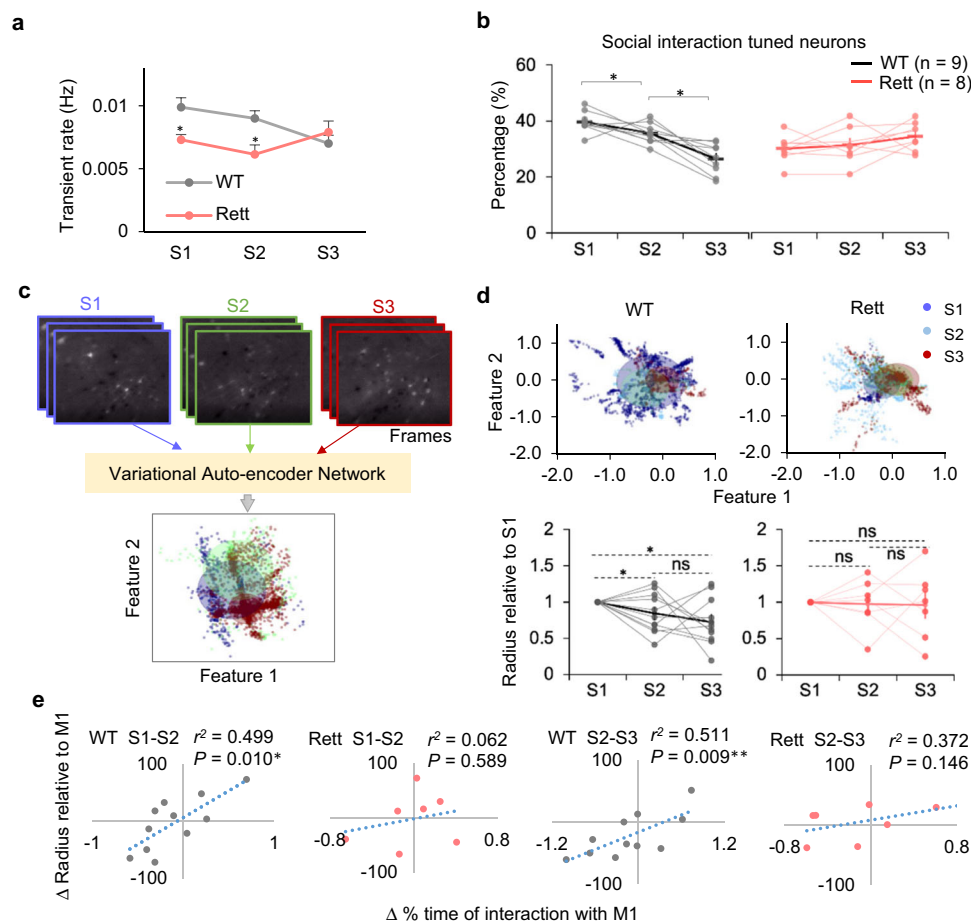 a
Transient rate (Hz)
0.01
0.005
0
*
*
WT
Rett
S1
S2
S3
b
Social interaction tuned neurons
WT (n = 9)
Rett (n = 8)
Percentage (%)
60
40
20
0
*
*
S1
S2
S3
S1
S2
S3
c
S1
S2
S3
Frames
Variational Auto-encoder Network
Feature 2
Feature 1
d
WT
Rett
S1
S2
S3
Feature 2
1.0
0.0
-1.0
-2.0
-2.0
-1.0
0.0
1.0
1.0
0.0
-1.0
-2.0
-2.0
-1.0
0.0
1.0
Feature 1
Radius relative to S1
2
1.5
1
0.5
0
*
*
ns
S1
S2
S3
2
1.5
1
0.5
0
ns
ns
ns
S1
S2
S3
e
Δ Radius relative to M1
WT S1-S2
r² = 0.499
P = 0.010*
100
-1
1
-100
Rett S1-S2
r² = 0.062
P = 0.589
100
-0.8
0.8
-100
WT S2-S3
r² = 0.511
P = 0.009**
100
-1.2
1.2
-100
Rett S2-S3
r² = 0.372
P = 0.146
100
-0.8
0.8
-100
Δ % time of interaction with M1